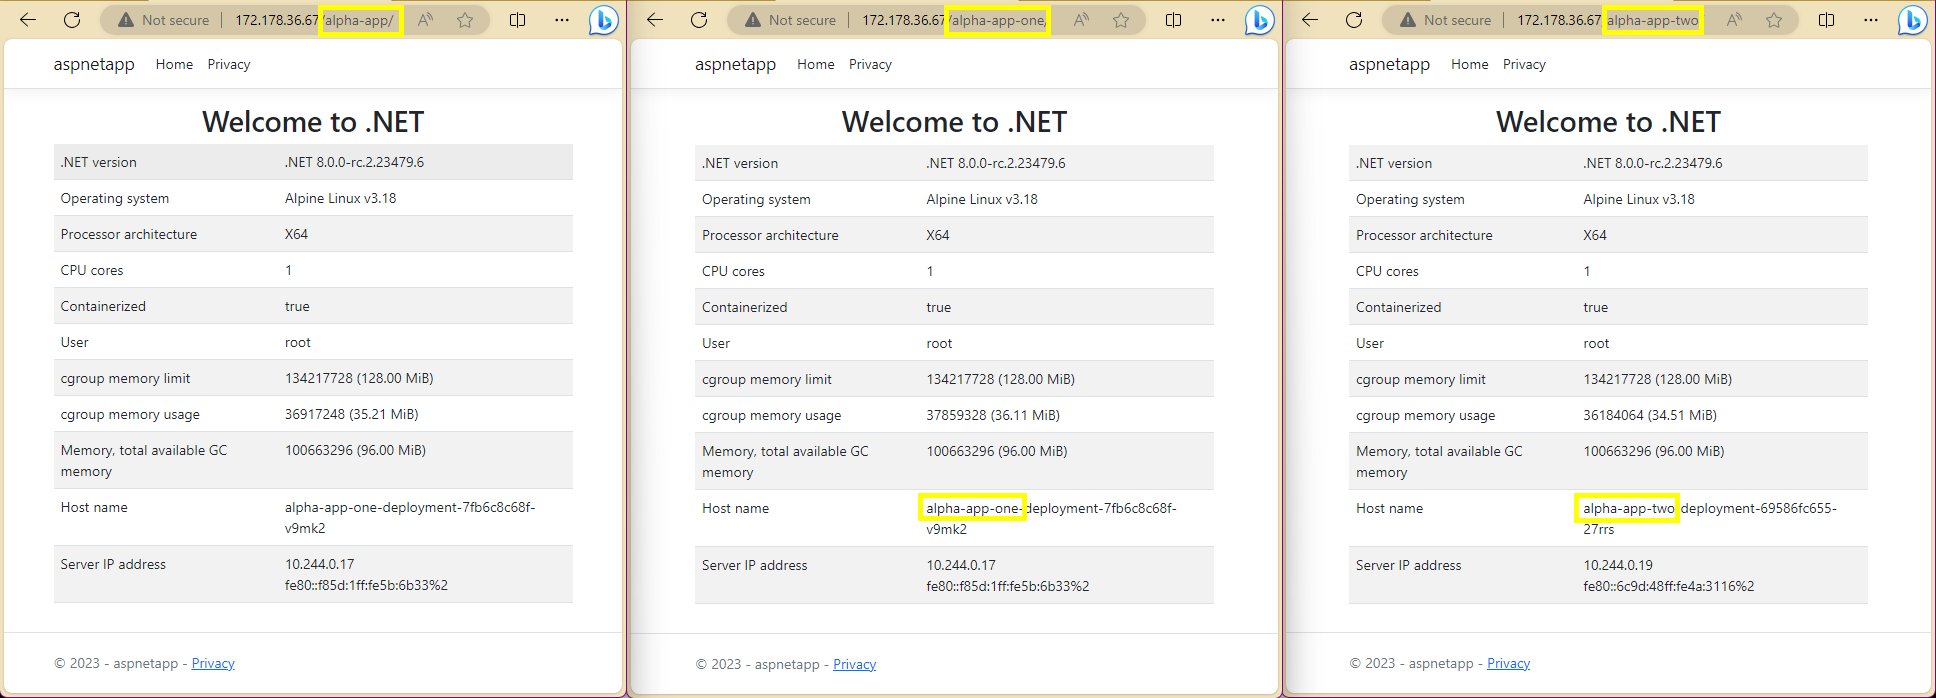 Not secure | 172.178.36.67/alpha-app/
aspnetapp Home Privacy
Welcome to .NET
.NET version .NET 8.0.0-rc.2.23479.6
Operating system Alpine Linux v3.18
Processor architecture X64
CPU cores 1
Containerized true
User root
cgroup memory limit 134217728 (128.00 MiB)
cgroup memory usage 36917248 (35.21 MiB)
Memory, total available GC 100663296 (96.00 MiB)
memory
Host name alpha-app-one-deployment-7fb6c8c68f-
v9mk2
Server IP address 10.244.0.17
fe80::f85d:1ff:fe5b:6b33%2
© 2023 - aspnetapp - Privacy
Not secure | 172.178.36.67/alpha-app-one/
aspnetapp Home Privacy
Welcome to .NET
.NET version .NET 8.0.0-rc.2.23479.6
Operating system Alpine Linux v3.18
Processor architecture X64
CPU cores 1
Containerized true
User root
cgroup memory limit 134217728 (128.00 MiB)
cgroup memory usage 37859328 (36.11 MiB)
Memory, total available GC 100663296 (96.00 MiB)
memory
Host name alpha-app-one-deployment-7fb6c8c68f-
v9mk2
Server IP address 10.244.0.17
fe80::f85d:1ff:fe5b:6b33%2
© 2023 - aspnetapp - Privacy
Not secure | 172.178.36.67/alpha-app-two
aspnetapp Home Privacy
Welcome to .NET
.NET version .NET 8.0.0-rc.2.23479.6
Operating system Alpine Linux v3.18
Processor architecture X64
CPU cores 1
Containerized true
User root
cgroup memory limit 134217728 (128.00 MiB)
cgroup memory usage 36184064 (34.51 MiB)
Memory, total available GC 100663296 (96.00 MiB)
memory
Host name alpha-app-two-deployment-69586fc655-
27rrs
Server IP address 10.244.0.19
fe80::6c9d:48ff:fe4a:3116%2
© 2023 - aspnetapp - Privacy